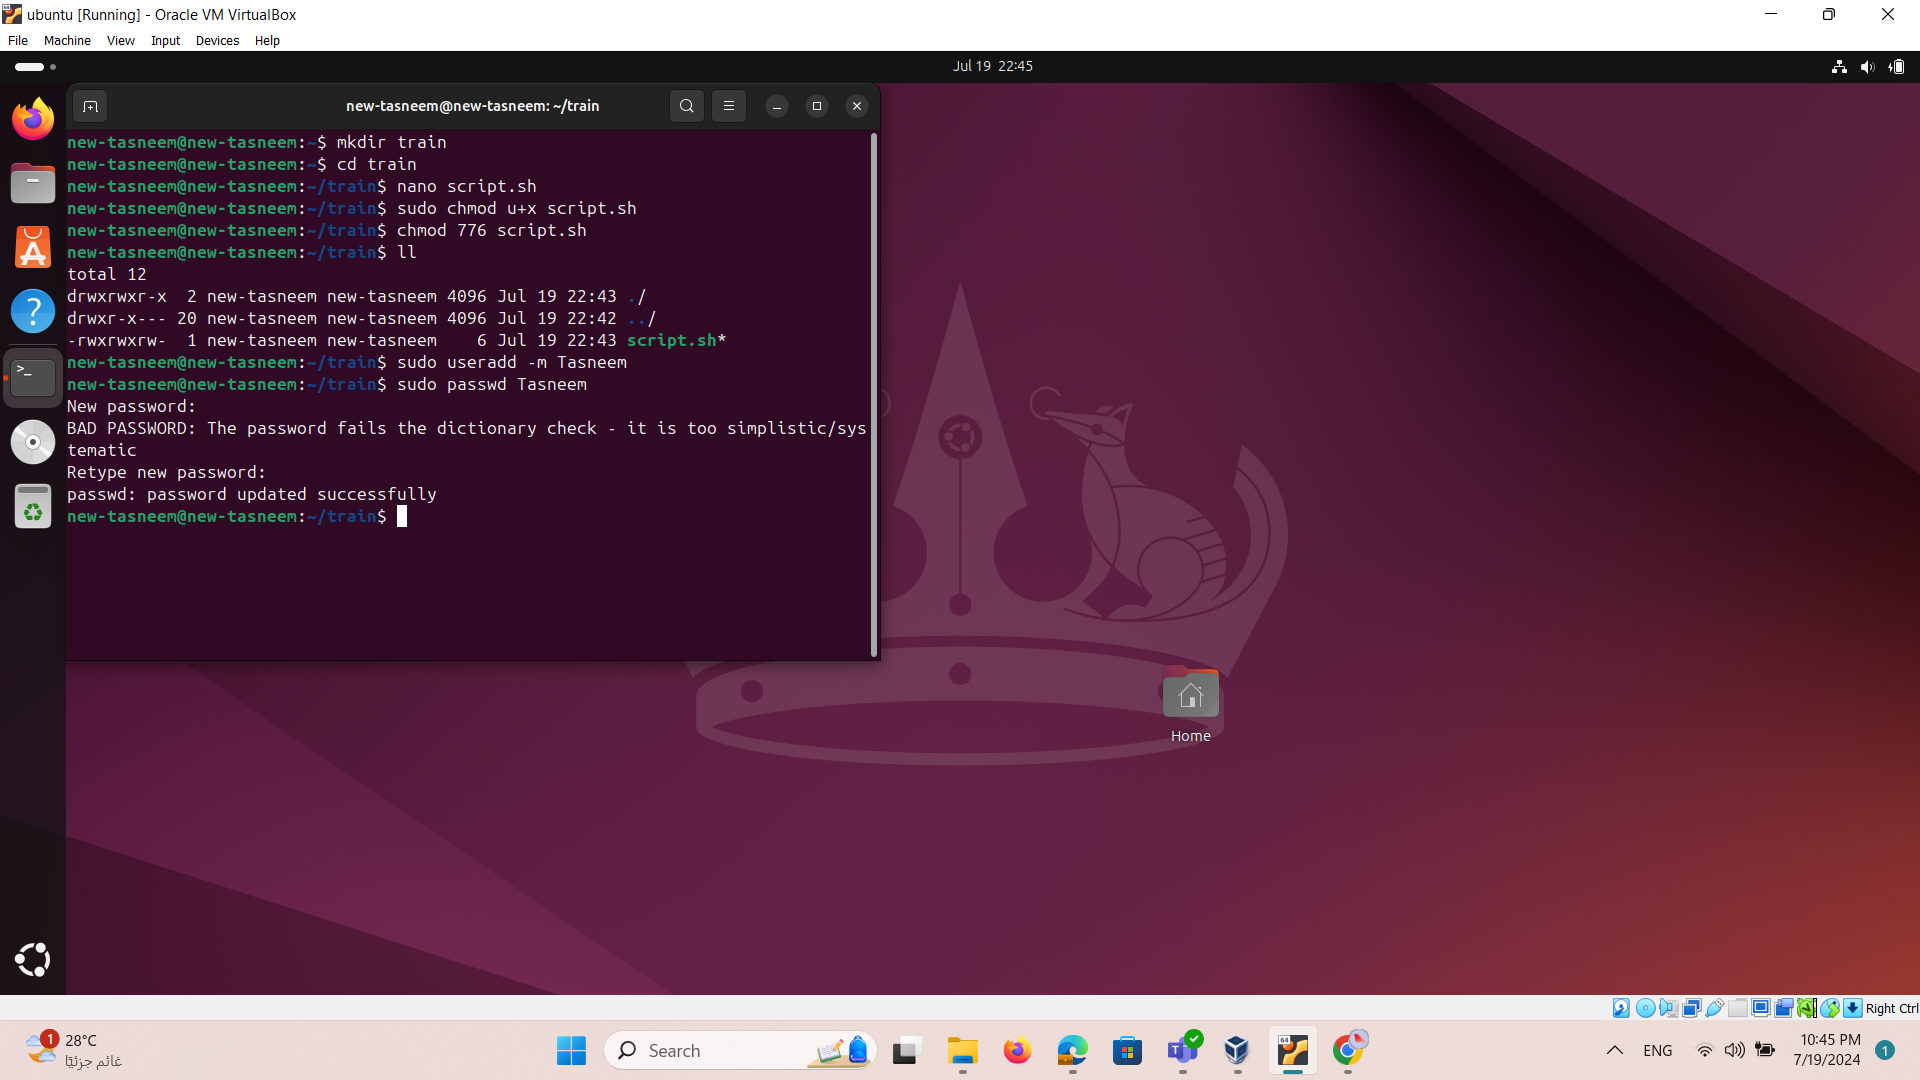 ubuntu [Running] - Oracle VM VirtualBox
File Machine View Input Devices Help
Jul 19 22:45
new-tasneem@new-tasneem: ~/train
new-tasneem@new-tasneem:~$ mkdir train
new-tasneem@new-tasneem:~$ cd train
new-tasneem@new-tasneem:~/train$ nano script.sh
new-tasneem@new-tasneem:~/train$ sudo chmod u+x script.sh
new-tasneem@new-tasneem:~/train$ chmod 776 script.sh
new-tasneem@new-tasneem:~/train$ ll
total 12
drwxrwxr-x  2 new-tasneem new-tasneem 4096 Jul 19 22:43 ./
drwxr-x--- 20 new-tasneem new-tasneem 4096 Jul 19 22:42 ../
-rwxrwxrw-  1 new-tasneem new-tasneem    6 Jul 19 22:43 script.sh*
new-tasneem@new-tasneem:~/train$ sudo useradd -m Tasneem
new-tasneem@new-tasneem:~/train$ sudo passwd Tasneem
New password:
BAD PASSWORD: The password fails the dictionary check - it is too simplistic/sys
tematic
Retype new password:
passwd: password updated successfully
new-tasneem@new-tasneem:~/train$
Home
Right Ctrl
1
28°C
غائم جزئيًا
Search
64
ENG
10:45 PM
7/19/2024
1